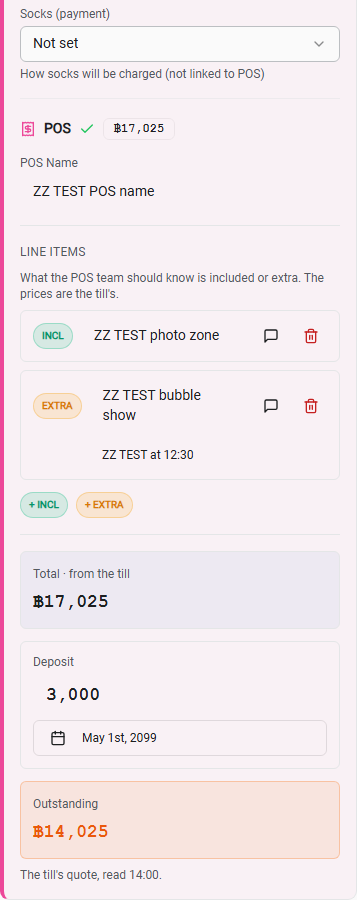 Socks (payment)
Not set
How socks will be charged (not linked to POS)
POS ฿17,025
POS Name
ZZ TEST POS name
LINE ITEMS
What the POS team should know is included or extra. The
prices are the till's.
INCL ZZ TEST photo zone
EXTRA ZZ TEST bubble
show
ZZ TEST at 12:30
+ INCL + EXTRA
Total · from the till
฿17,025
Deposit
3,000
May 1st, 2099
Outstanding
฿14,025
The till's quote, read 14:00.